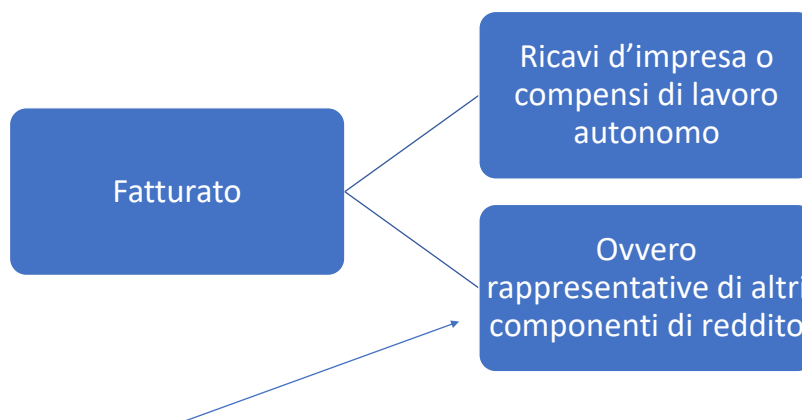 Ricavi d’impresa o
compensi di lavoro
autonomo
Fatturato
Ovvero
rappresentative di altri
componenti di reddito